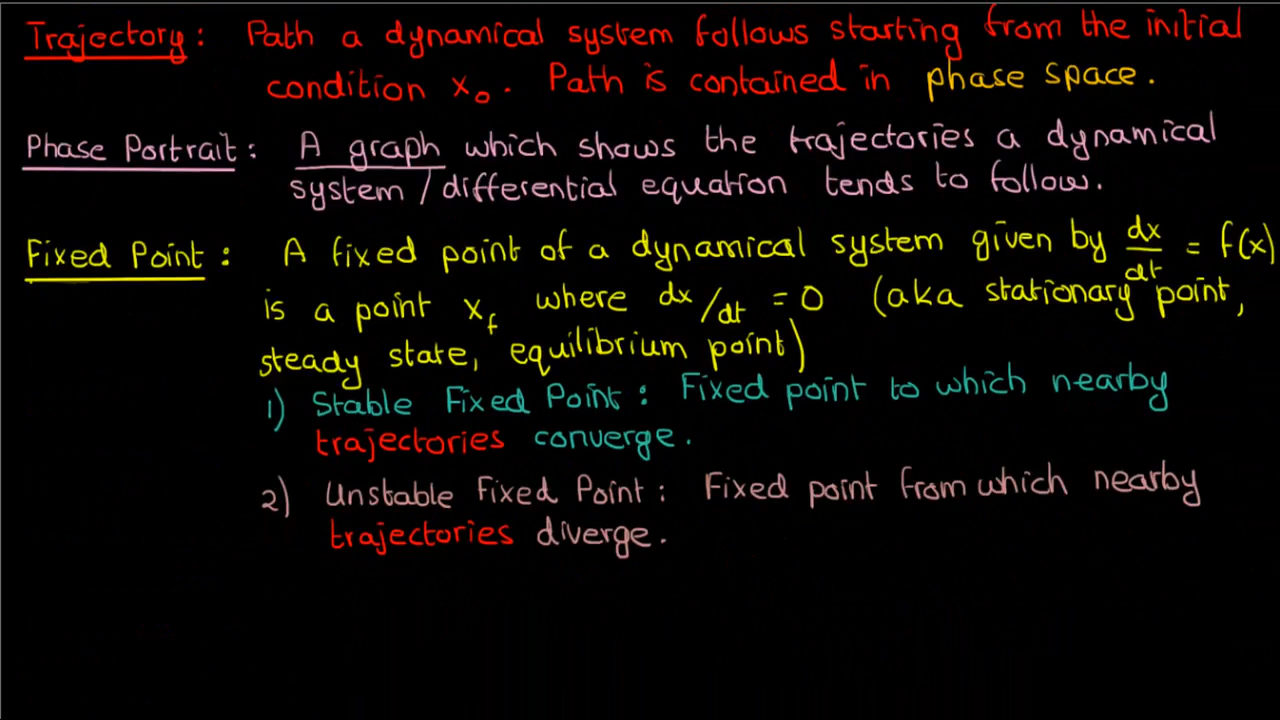 Trajectory: Path a dynamical system follows starting from the initial
condition x₀. Path is contained in phase space.
Phase Portrait: A graph which shows the trajectories a dynamical
system/differential equation tends to follow.
Fixed Point: A fixed point of a dynamical system given by dx/dt = f(x)
is a point x_f where dx/dt = 0 (aka stationary point,
steady state, equilibrium point)
1) Stable Fixed Point: Fixed point to which nearby
trajectories converge.
2) Unstable Fixed Point: Fixed point from which nearby
trajectories diverge.